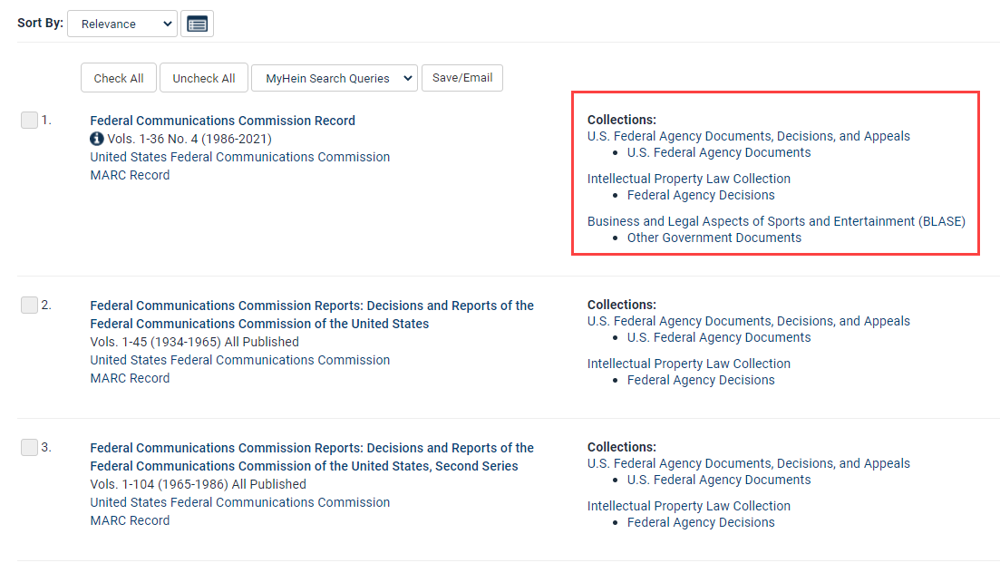 Sort By: Relevance
Check All Uncheck All MyHein Search Queries Save/Email
1. Federal Communications Commission Record
Vols. 1-36 No. 4 (1986-2021)
United States Federal Communications Commission
MARC Record
Collections:
U.S. Federal Agency Documents, Decisions, and Appeals
• U.S. Federal Agency Documents
Intellectual Property Law Collection
• Federal Agency Decisions
Business and Legal Aspects of Sports and Entertainment (BLASE)
• Other Government Documents
2. Federal Communications Commission Reports: Decisions and Reports of the
Federal Communications Commission of the United States
Vols. 1-45 (1934-1965) All Published
United States Federal Communications Commission
MARC Record
Collections:
U.S. Federal Agency Documents, Decisions, and Appeals
• U.S. Federal Agency Documents
Intellectual Property Law Collection
• Federal Agency Decisions
3. Federal Communications Commission Reports: Decisions and Reports of the
Federal Communications Commission of the United States, Second Series
Vols. 1-104 (1965-1986) All Published
United States Federal Communications Commission
MARC Record
Collections:
U.S. Federal Agency Documents, Decisions, and Appeals
• U.S. Federal Agency Documents
Intellectual Property Law Collection
• Federal Agency Decisions